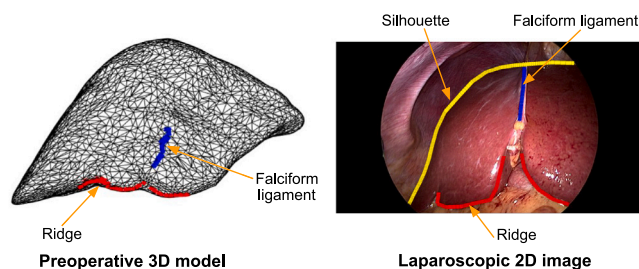 Silhouette
Falciform ligament
Falciform
ligament
Ridge
Ridge
Preoperative 3D model
Laparoscopic 2D image